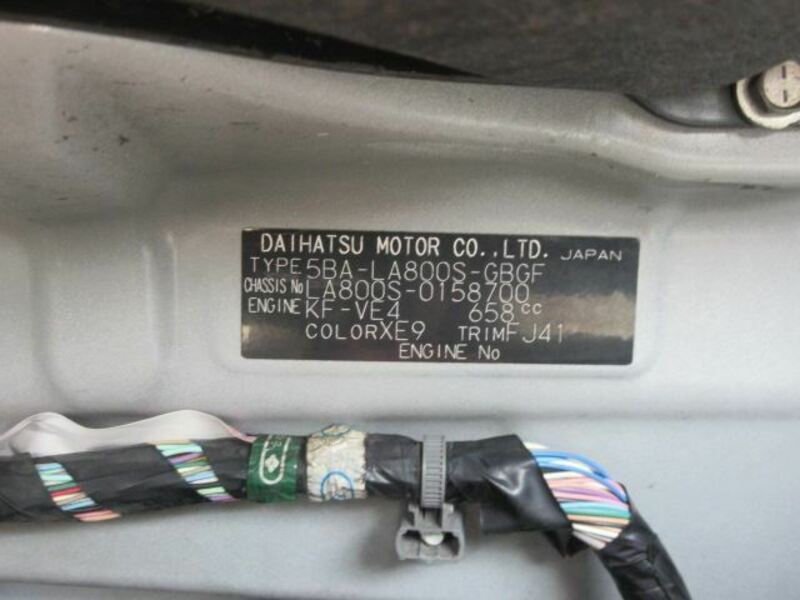 DAIHATSU MOTOR CO.,LTD. JAPAN
TYPE 5BA-LA800S-GBGF
CHASSIS No LA800S-0158700
ENGINE KF-VE4 658 cc
COLOR XE9 TRIM FJ41
ENGINE No